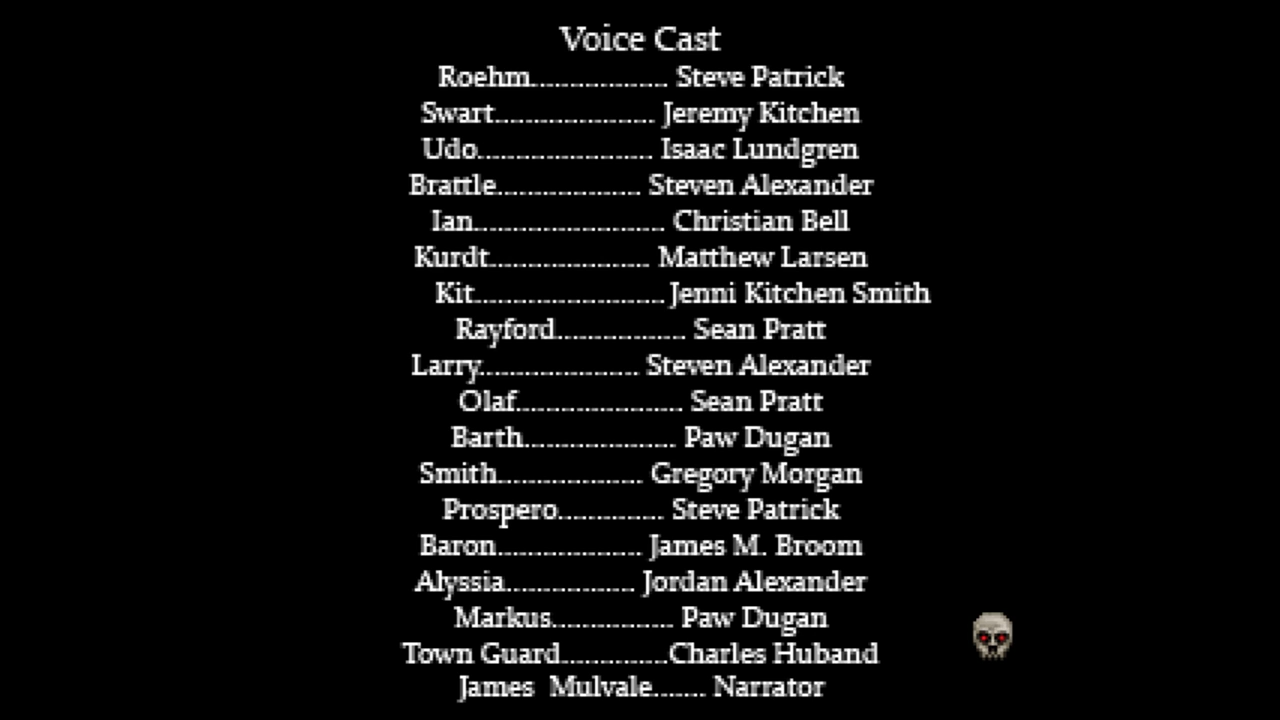 Voice Cast
Roehm.................. Steve Patrick
Swart..................... Jeremy Kitchen
Udo....................... Isaac Lundgren
Brattle................... Steven Alexander
Ian......................... Christian Bell
Kurdt..................... Matthew Larsen
Kit......................... Jenni Kitchen Smith
Rayford................. Sean Pratt
Larry..................... Steven Alexander
Olaf...................... Sean Pratt
Barth.................... Paw Dugan
Smith................... Gregory Morgan
Prospero.............. Steve Patrick
Baron................... James M. Broom
Alyssia................. Jordan Alexander
Markus................ Paw Dugan
Town Guard..............Charles Huband
James  Mulvale....... Narrator